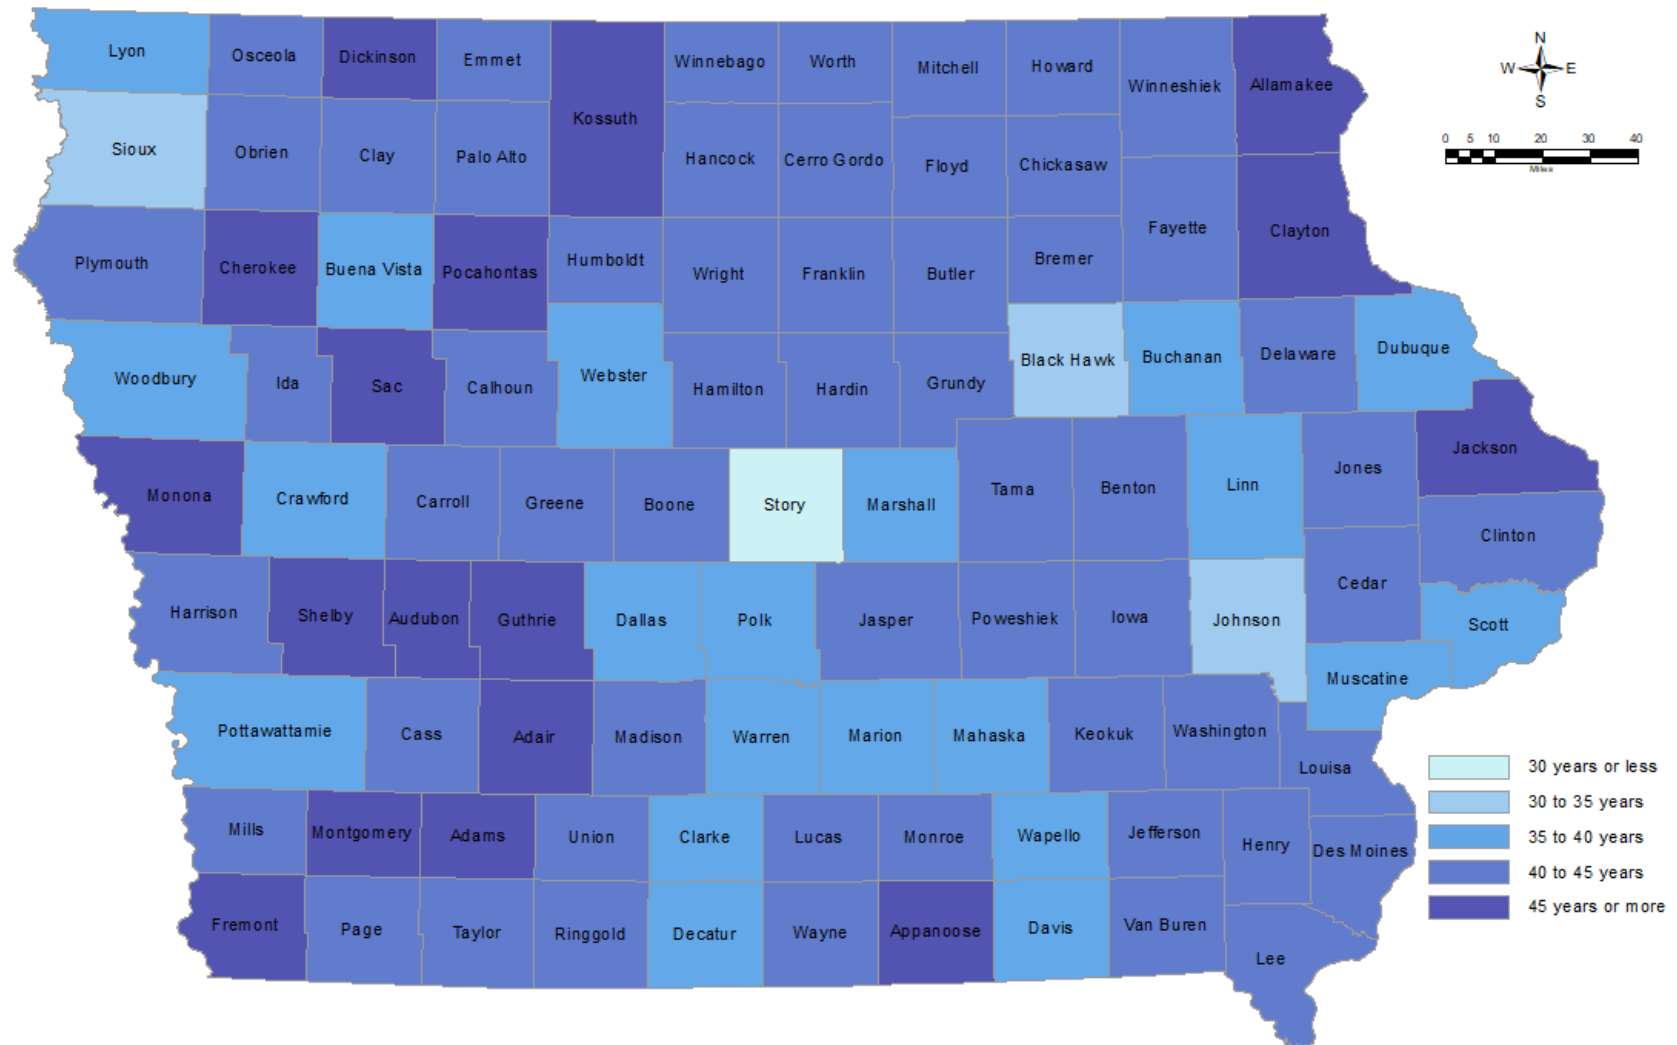 Lyon
Osceola
Dickinson
Emmet
Kossuth
Winnebago
Worth
Mitchell
Howard
Winneshiek
Allamakee
N
W E
S
0 5 10 20 30 40
Miles
Sioux
Obrien
Clay
Palo Alto
Hancock
Cerro Gordo
Floyd
Chickasaw
Fayette
Clayton
Plymouth
Cherokee
Buena Vista
Pocahontas
Humboldt
Wright
Franklin
Butler
Bremer
Woodbury
Ida
Sac
Calhoun
Webster
Hamilton
Hardin
Grundy
Black Hawk
Buchanan
Delaware
Dubuque
Monona
Crawford
Carroll
Greene
Boone
Story
Marshall
Tama
Benton
Linn
Jones
Jackson
Clinton
Harrison
Shelby
Audubon
Guthrie
Dallas
Polk
Jasper
Poweshiek
Iowa
Johnson
Cedar
Scott
Muscatine
Pottawattamie
Cass
Adair
Madison
Warren
Marion
Mahaska
Keokuk
Washington
Louisa
Mills
Montgomery
Adams
Union
Clarke
Lucas
Monroe
Wapello
Jefferson
Henry
Des Moines
Fremont
Page
Taylor
Ringgold
Decatur
Wayne
Appanoose
Davis
Van Buren
Lee
30 years or less
30 to 35 years
35 to 40 years
40 to 45 years
45 years or more